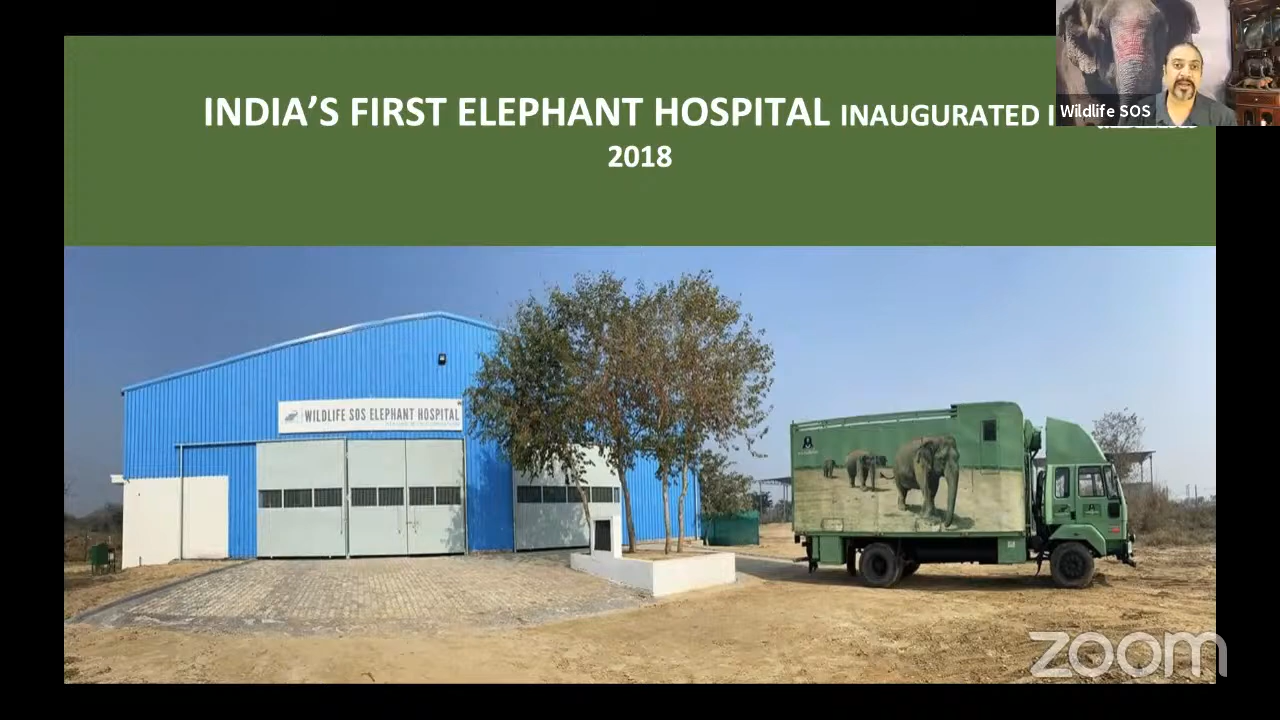 INDIA’S FIRST ELEPHANT HOSPITAL INAUGURATED
2018
Wildlife SOS
WILDLIFE SOS ELEPHANT HOSPITAL
zoom